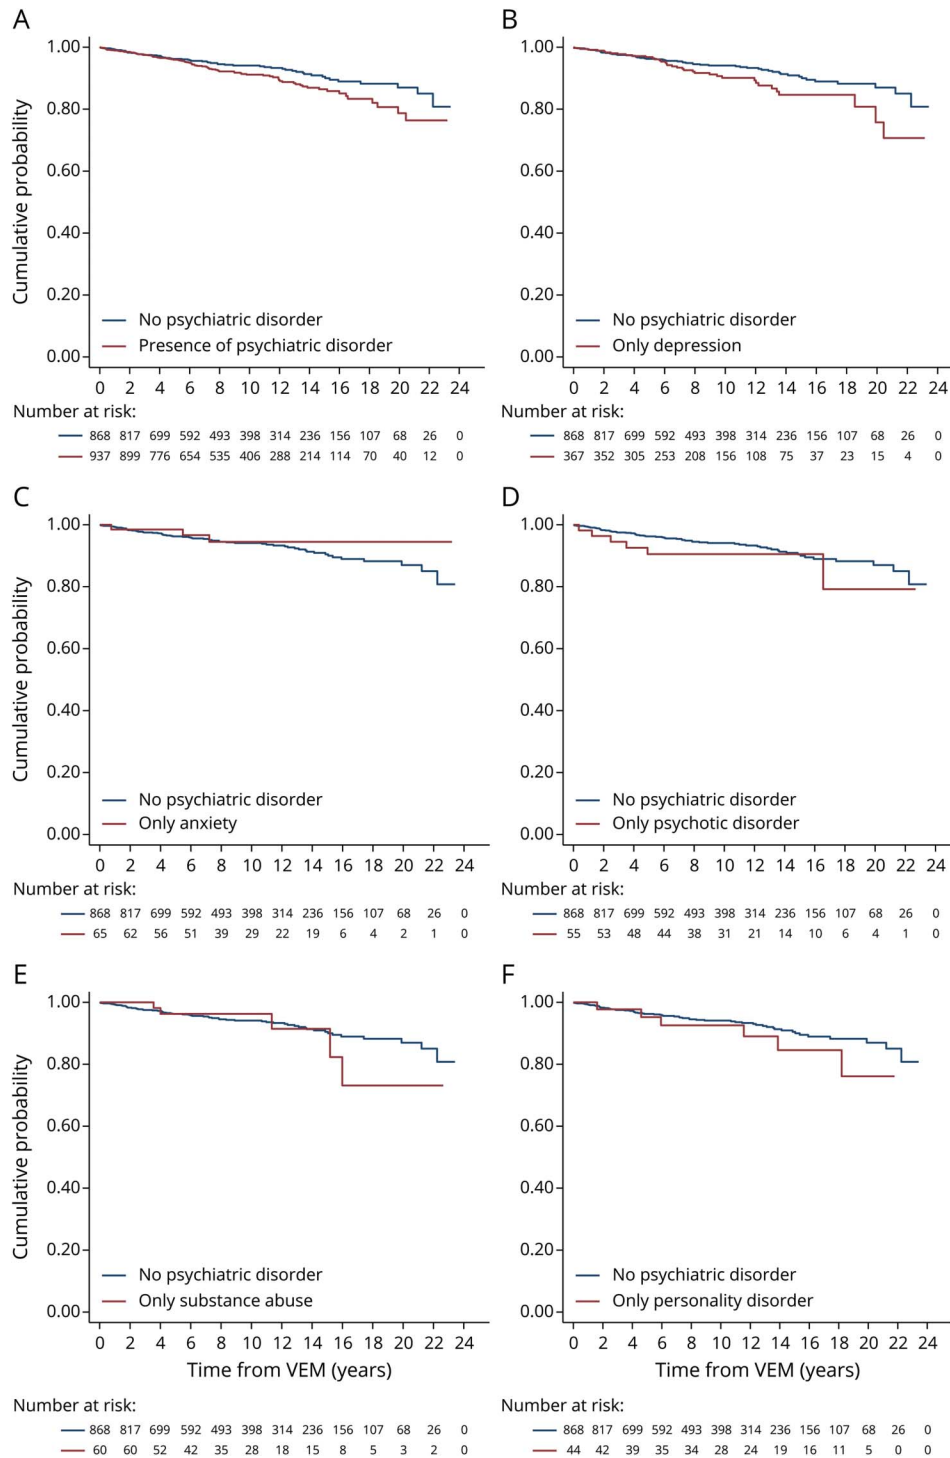 A
Cumulative probability
1.00
0.80
0.60
0.40
0.20
0.00
No psychiatric disorder
Presence of psychiatric disorder
0 2 4 6 8 10 12 14 16 18 20 22 24
Number at risk:
868 817 699 592 493 398 314 236 156 107 68 26 0
937 899 776 654 535 406 288 214 114 70 40 12 0
B
1.00
0.80
0.60
0.40
0.20
0.00
No psychiatric disorder
Only depression
0 2 4 6 8 10 12 14 16 18 20 22 24
Number at risk:
868 817 699 592 493 398 314 236 156 107 68 26 0
367 352 305 253 208 156 108 75 37 23 15 4 0
C
Cumulative probability
1.00
0.80
0.60
0.40
0.20
0.00
No psychiatric disorder
Only anxiety
0 2 4 6 8 10 12 14 16 18 20 22 24
Number at risk:
868 817 699 592 493 398 314 236 156 107 68 26 0
65 62 56 51 39 29 22 19 6 4 2 1 0
D
1.00
0.80
0.60
0.40
0.20
0.00
No psychiatric disorder
Only psychotic disorder
0 2 4 6 8 10 12 14 16 18 20 22 24
Number at risk:
868 817 699 592 493 398 314 236 156 107 68 26 0
55 53 48 44 38 31 21 14 10 6 4 1 0
E
Cumulative probability
1.00
0.80
0.60
0.40
0.20
0.00
No psychiatric disorder
Only substance abuse
0 2 4 6 8 10 12 14 16 18 20 22 24
Time from VEM (years)
Number at risk:
868 817 699 592 493 398 314 236 156 107 68 26 0
60 60 52 42 35 28 18 15 8 5 3 2 0
F
1.00
0.80
0.60
0.40
0.20
0.00
No psychiatric disorder
Only personality disorder
0 2 4 6 8 10 12 14 16 18 20 22 24
Time from VEM (years)
Number at risk:
868 817 699 592 493 398 314 236 156 107 68 26 0
44 42 39 35 34 28 24 19 16 11 5 0 0